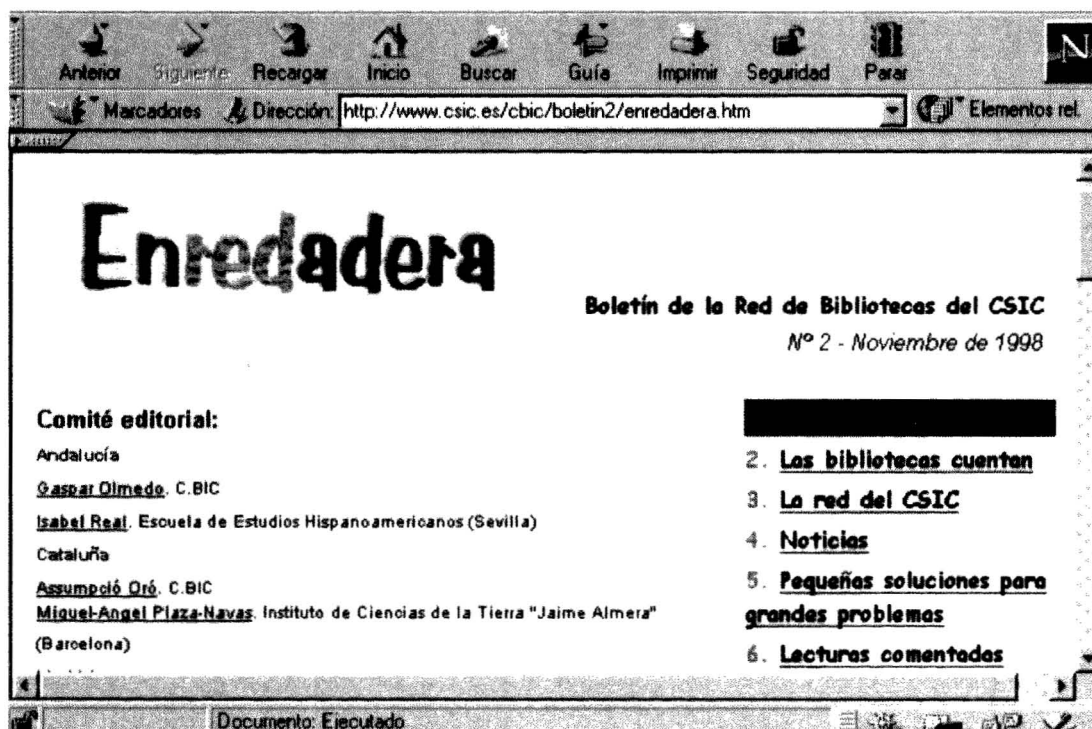 Anterior Siguiente Recargar Inicio Buscar Guía Imprimir Seguridad Parar N
Marcadores Dirección: http://www.csic.es/cbic/boletin2/enredadera.htm Elementos rel.
Enredadera
Boletín de la Red de Bibliotecas del CSIC
Nº 2 - Noviembre de 1998
Comité editorial:
Andalucía
Gaspar Olmedo. C.BIC
Isabel Real. Escuela de Estudios Hispanoamericanos (Sevilla)
Cataluña
Assumpció Oró. C.BIC
Miguel-Angel Plaza-Navas. Instituto de Ciencias de la Tierra "Jaime Almera"
(Barcelona)
2. Las bibliotecas cuentan
3. La red del CSIC
4. Noticias
5. Pequeñas soluciones para
grandes problemas
6. Lecturas comentadas
Documento: Ejecutado